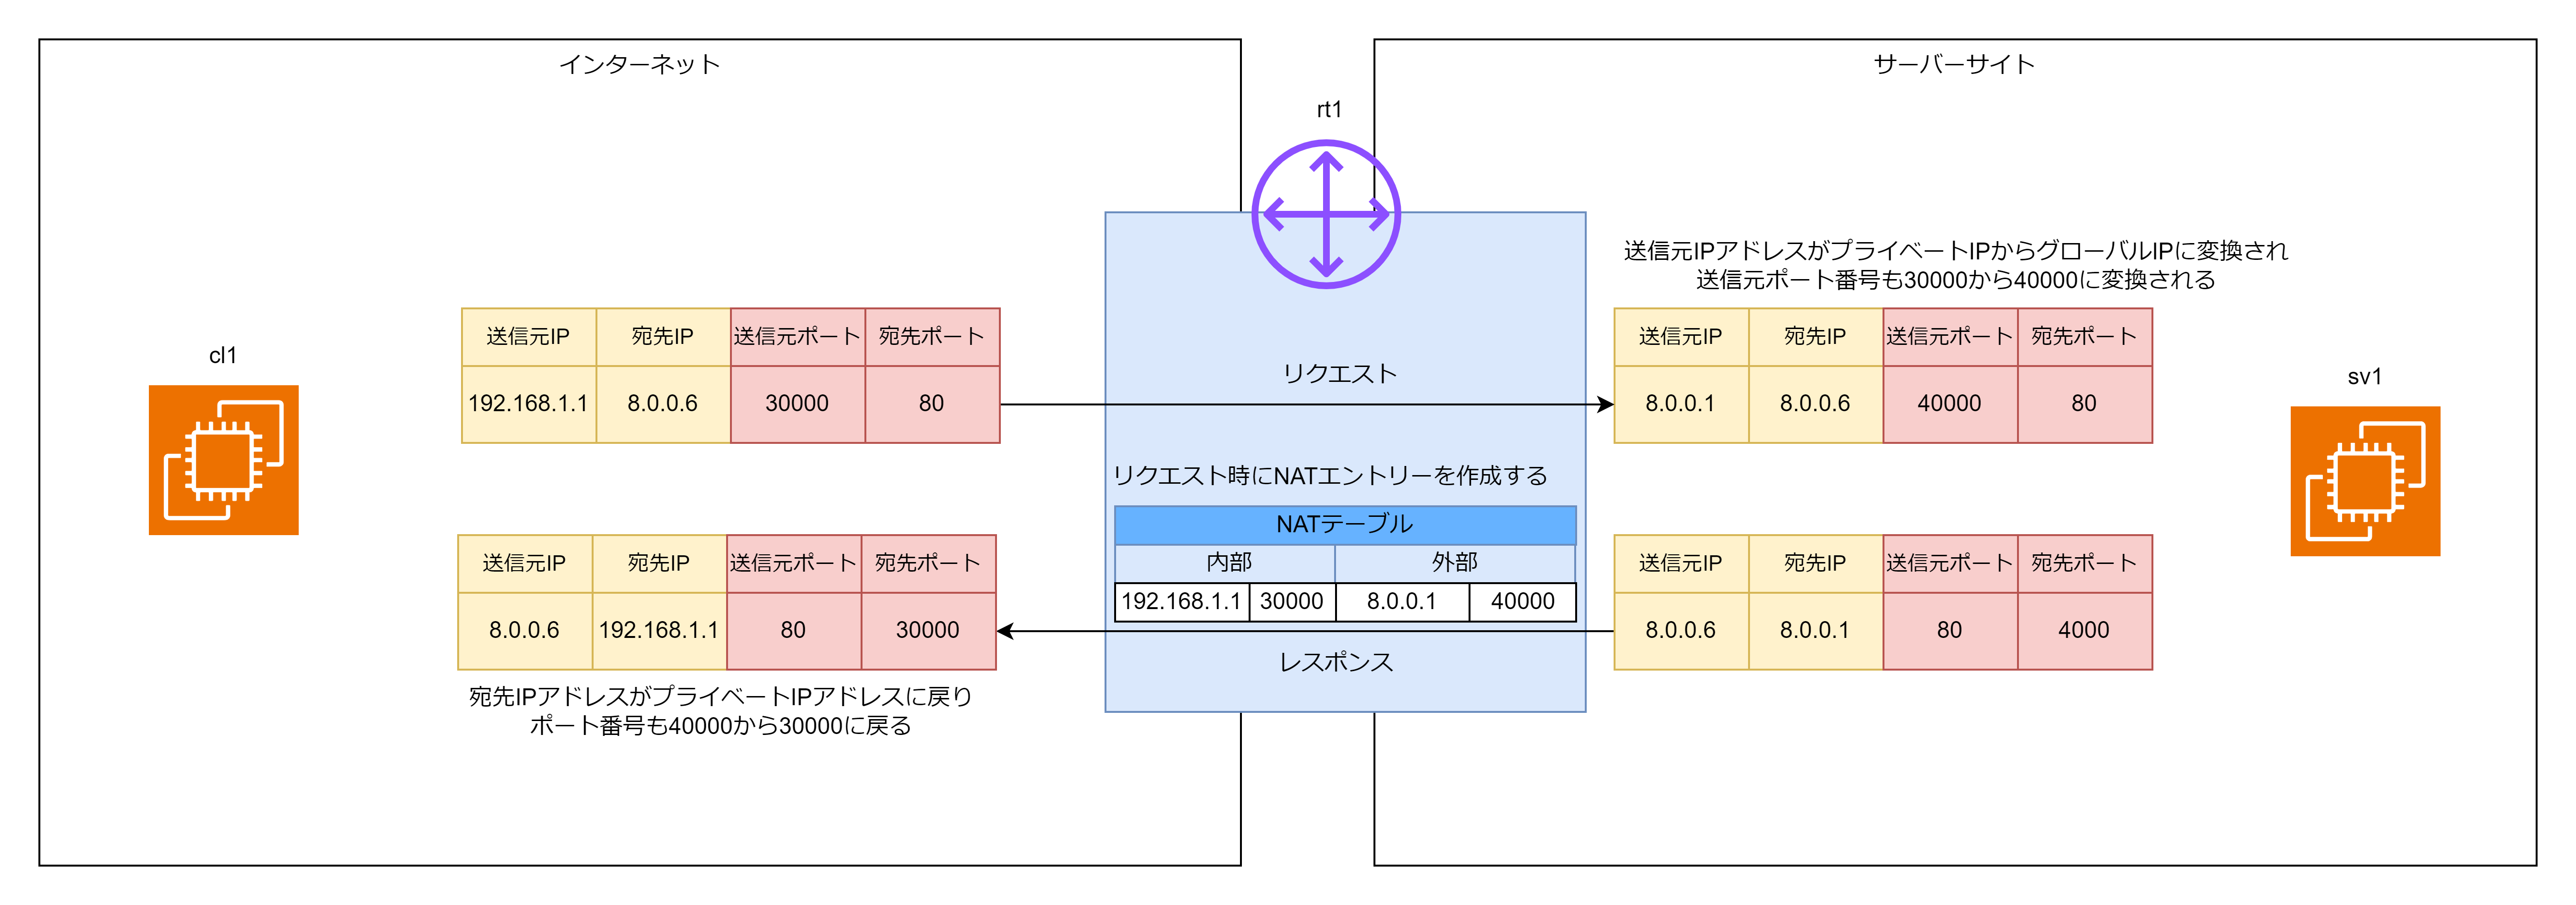 インターネット
サーバーサイト
rt1
送信元IPアドレスがプライベートIPからグローバルIPに変換され
送信元ポート番号も30000から40000に変換される
cl1
送信元IP 宛先IP 送信元ポート 宛先ポート
192.168.1.1 8.0.0.6 30000 80
リクエスト
送信元IP 宛先IP 送信元ポート 宛先ポート
8.0.0.1 8.0.0.6 40000 80
sv1
リクエスト時にNATエントリーを作成する
NATテーブル
内部 外部
192.168.1.1 30000 8.0.0.1 40000
送信元IP 宛先IP 送信元ポート 宛先ポート
8.0.0.6 192.168.1.1 80 30000
レスポンス
送信元IP 宛先IP 送信元ポート 宛先ポート
8.0.0.6 8.0.0.1 80 4000
宛先IPアドレスがプライベートIPアドレスに戻り
ポート番号も40000から30000に戻る